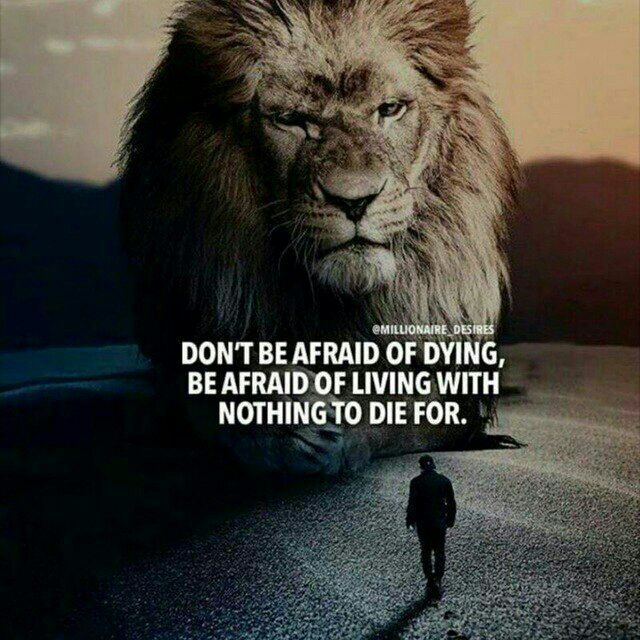 @MILLIONAIRE_DESIRES
DON'T BE AFRAID OF DYING,
BE AFRAID OF LIVING WITH
NOTHING TO DIE FOR.